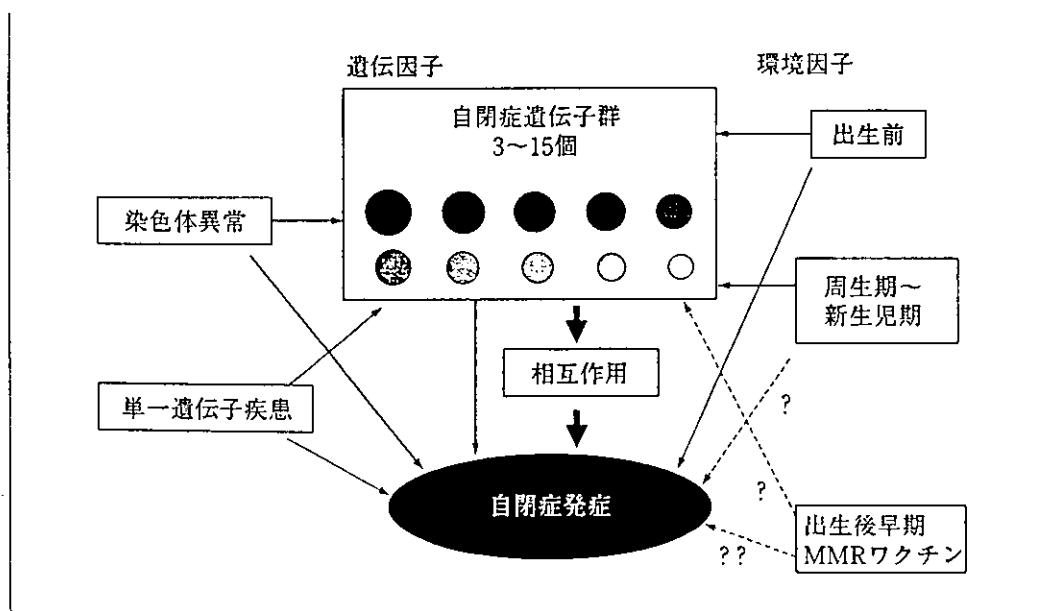 遺伝因子
環境因子
自閉症遺伝子群
3～15個
出生前
染色体異常
周生期～
新生児期
相互作用
単一遺伝子疾患
?
?
自閉症発症
出生後早期
MMRワクチン
??